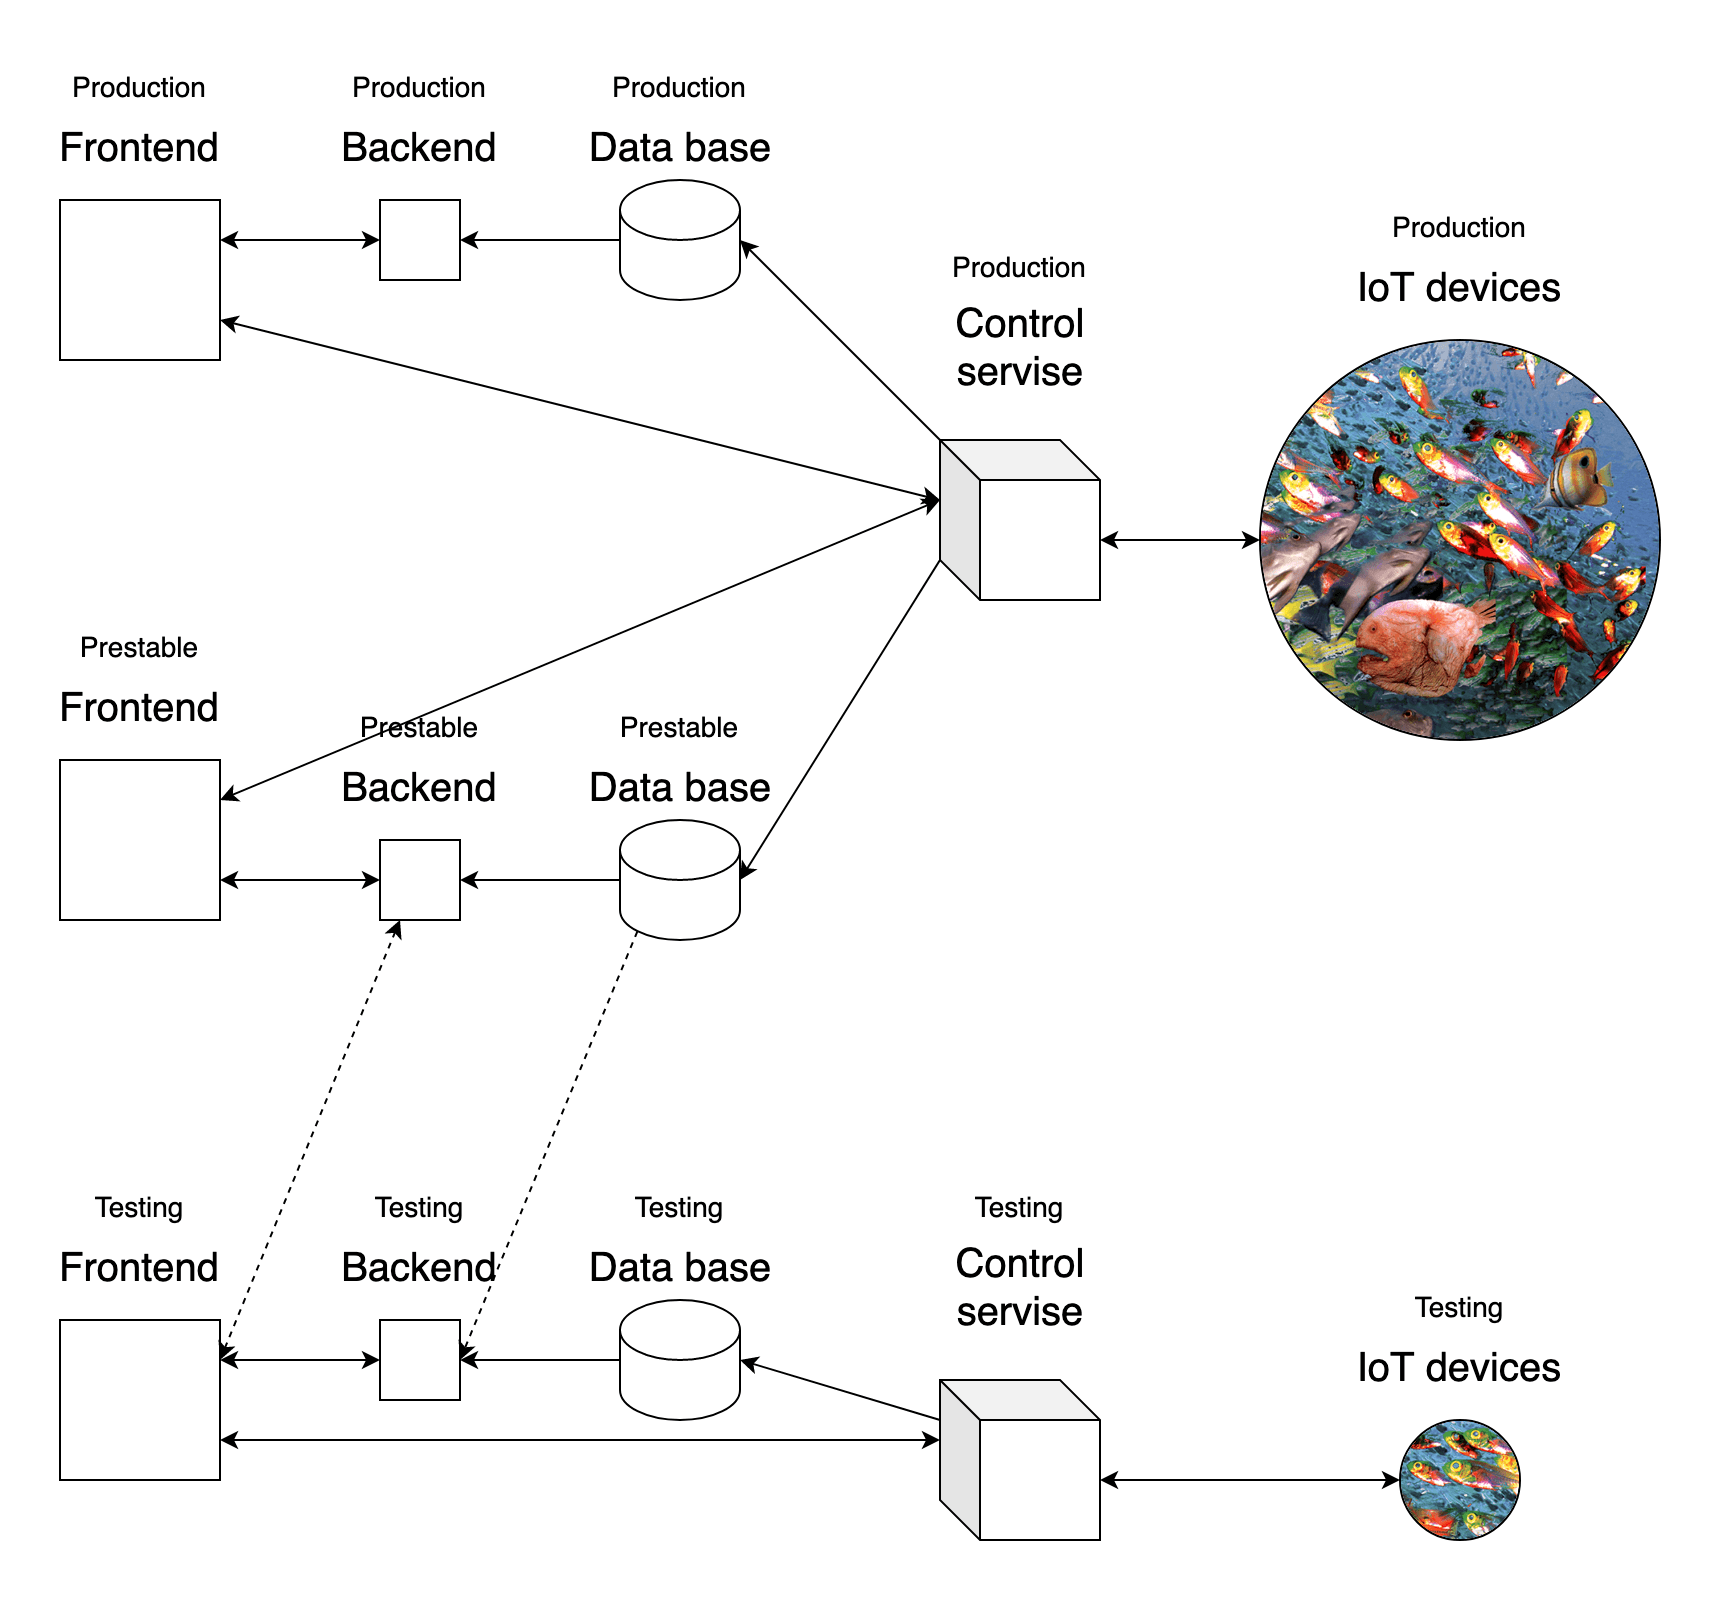 Production
Frontend
Production
Backend
Production
Data base
Production
Control
servise
Production
IoT devices
Prestable
Frontend
Prestable
Backend
Prestable
Data base
Testing
Frontend
Testing
Backend
Testing
Data base
Testing
Control
servise
Testing
IoT devices